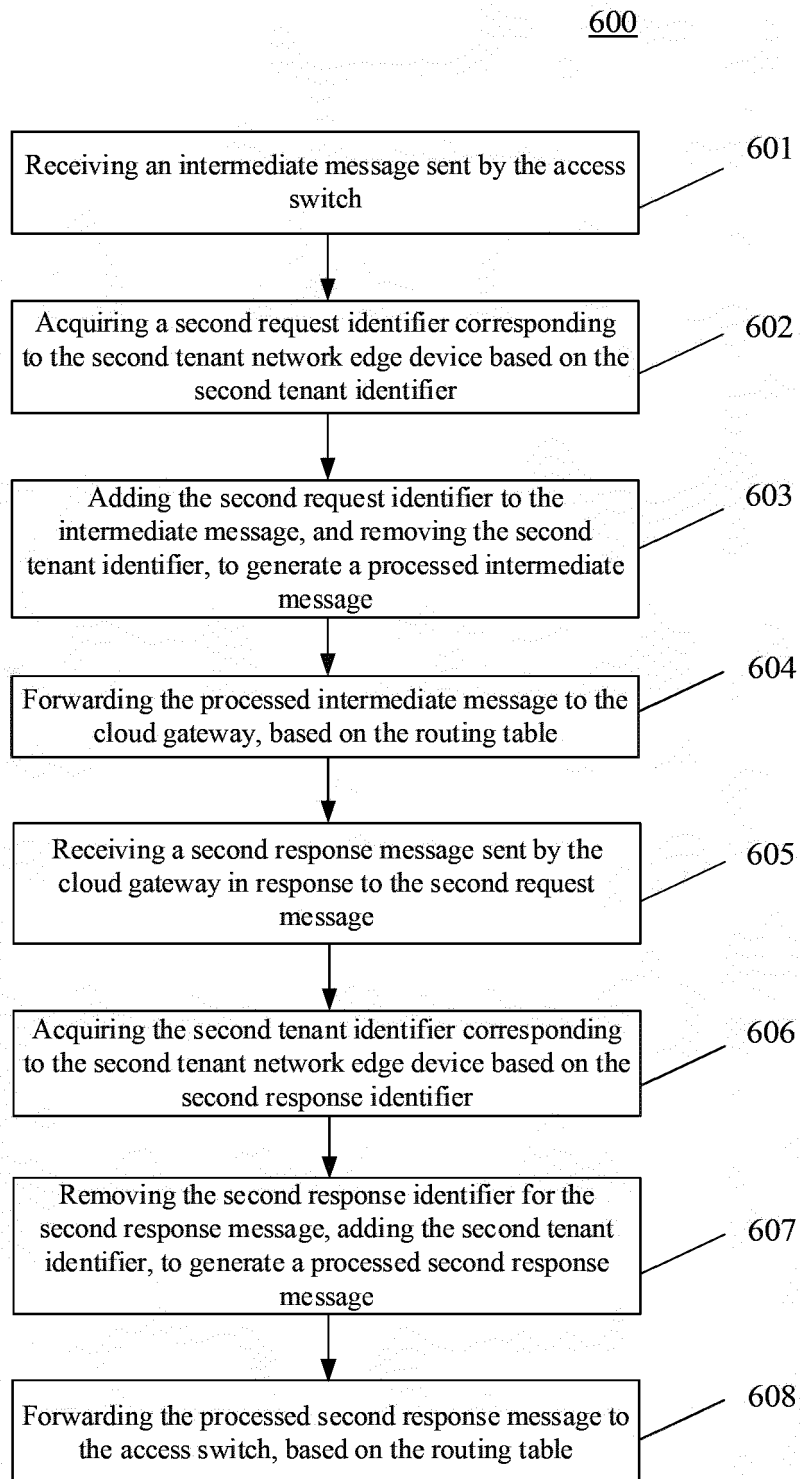 600
Receiving an intermediate message sent by the access
switch
601
Acquiring a second request identifier corresponding
to the second tenant network edge device based on the
second tenant identifier
602
Adding the second request identifier to the
intermediate message, and removing the second
tenant identifier, to generate a processed intermediate
message
603
Forwarding the processed intermediate message to the
cloud gateway, based on the routing table
604
Receiving a second response message sent by the
cloud gateway in response to the second request
message
605
Acquiring the second tenant identifier corresponding
to the second tenant network edge device based on the
second response identifier
606
Removing the second response identifier for the
second response message, adding the second tenant
identifier, to generate a processed second response
message
607
Forwarding the processed second response message to
the access switch, based on the routing table
608